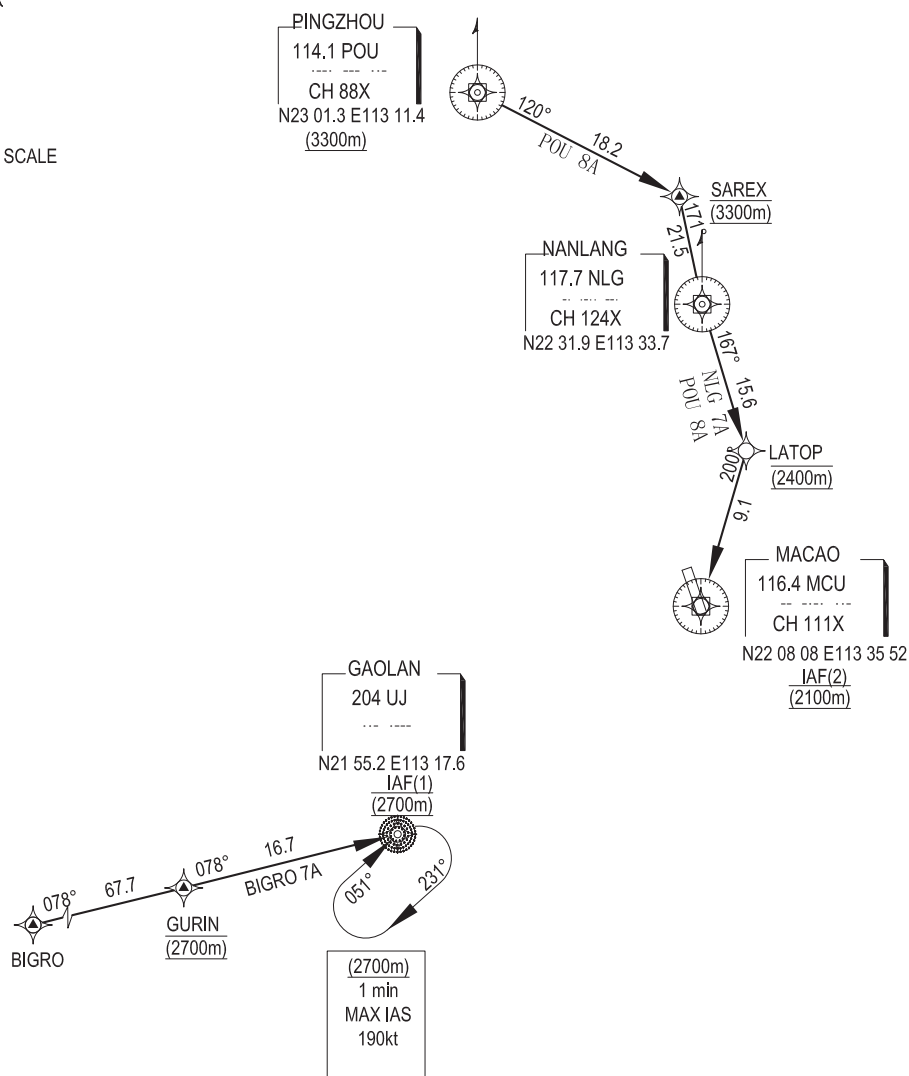 PINGZHOU
114.1 POU
CH 88X
N23 01.3 E113 11.4
(3300m)
SCALE
120°
18.2
POU 8A
SAREX
(3300m)
171°
21.5
NANLANG
117.7 NLG
CH 124X
N22 31.9 E113 33.7
167°
15.6
NLG 7A
POU 8A
LATOP
(2400m)
200°
9.1
MACAO
116.4 MCU
CH 111X
N22 08 08 E113 35 52
IAF(2)
(2100m)
GAOLAN
204 UJ
N21 55.2 E113 17.6
IAF(1)
(2700m)
078°
67.7
078°
16.7
BIGRO 7A
051°
231°
GURIN
(2700m)
BIGRO
(2700m)
1 min
MAX IAS
190kt